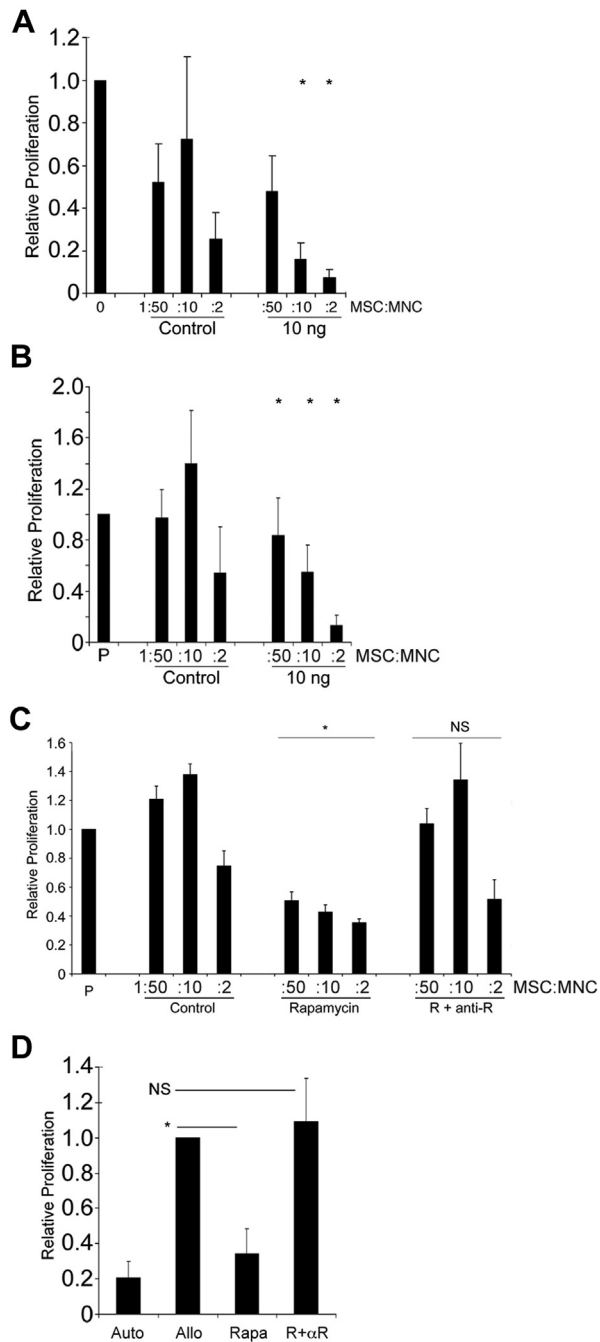 A
1.2
1.0
0.8
0.6
0.4
0.2
0
Relative Proliferation
* *
0 1:50 :10 :2 :50 :10 :2 MSC:MNC
Control 10 ng
B
2.0
1.6
1.2
0.8
0.4
0
Relative Proliferation
* * *
P 1:50 :10 :2 :50 :10 :2 MSC:MNC
Control 10 ng
C
1.6
1.4
1.2
1.0
0.8
0.6
0.4
0.2
0
Relative Proliferation
* NS
P 1:50 :10 :2 :50 :10 :2 :50 :10 :2 MSC:MNC
Control Rapamycin R + anti-R
D
1.4
1.2
1.0
0.8
0.6
0.4
0.2
0
Relative Proliferation
NS
*
Auto Allo Rapa R+αR